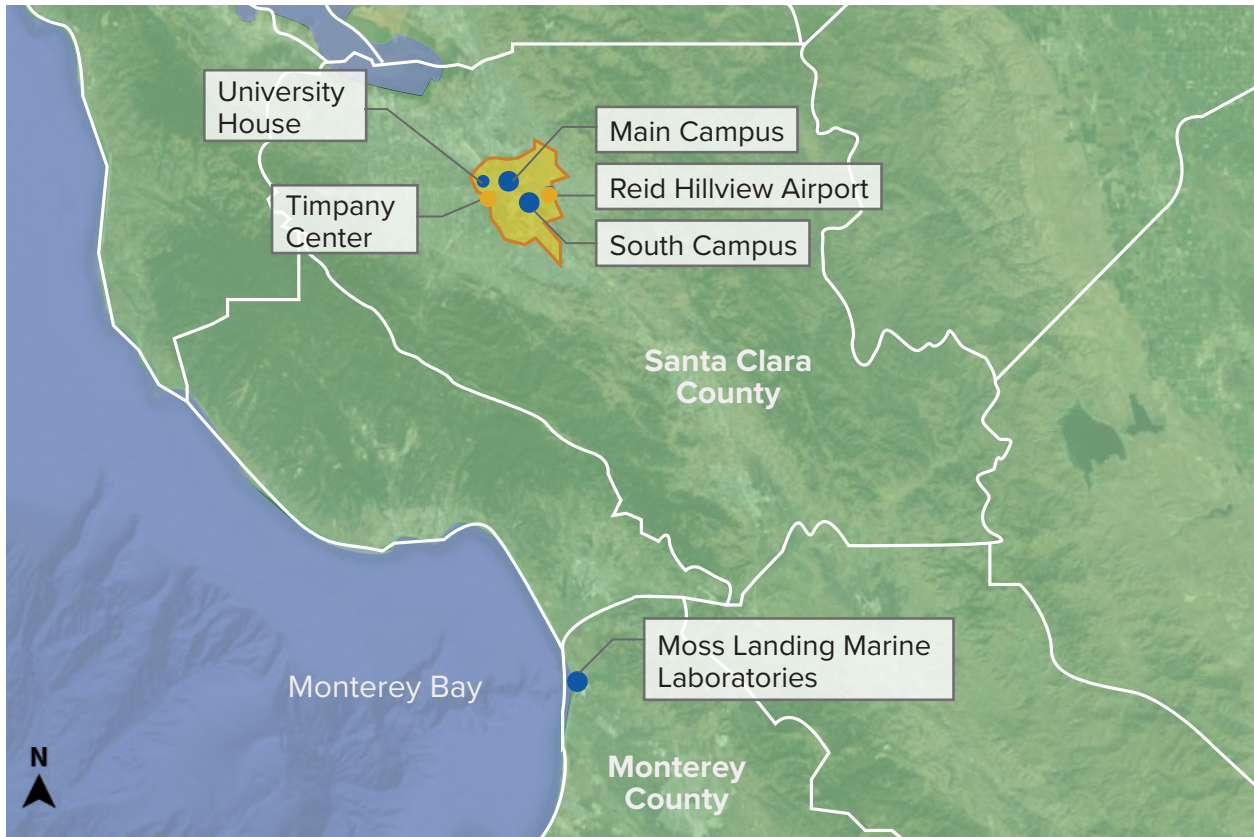 University
House
Main Campus
Reid Hillview Airport
Timpany
Center
South Campus
Santa Clara
County
Moss Landing Marine
Laboratories
Monterey Bay
Monterey
County
N